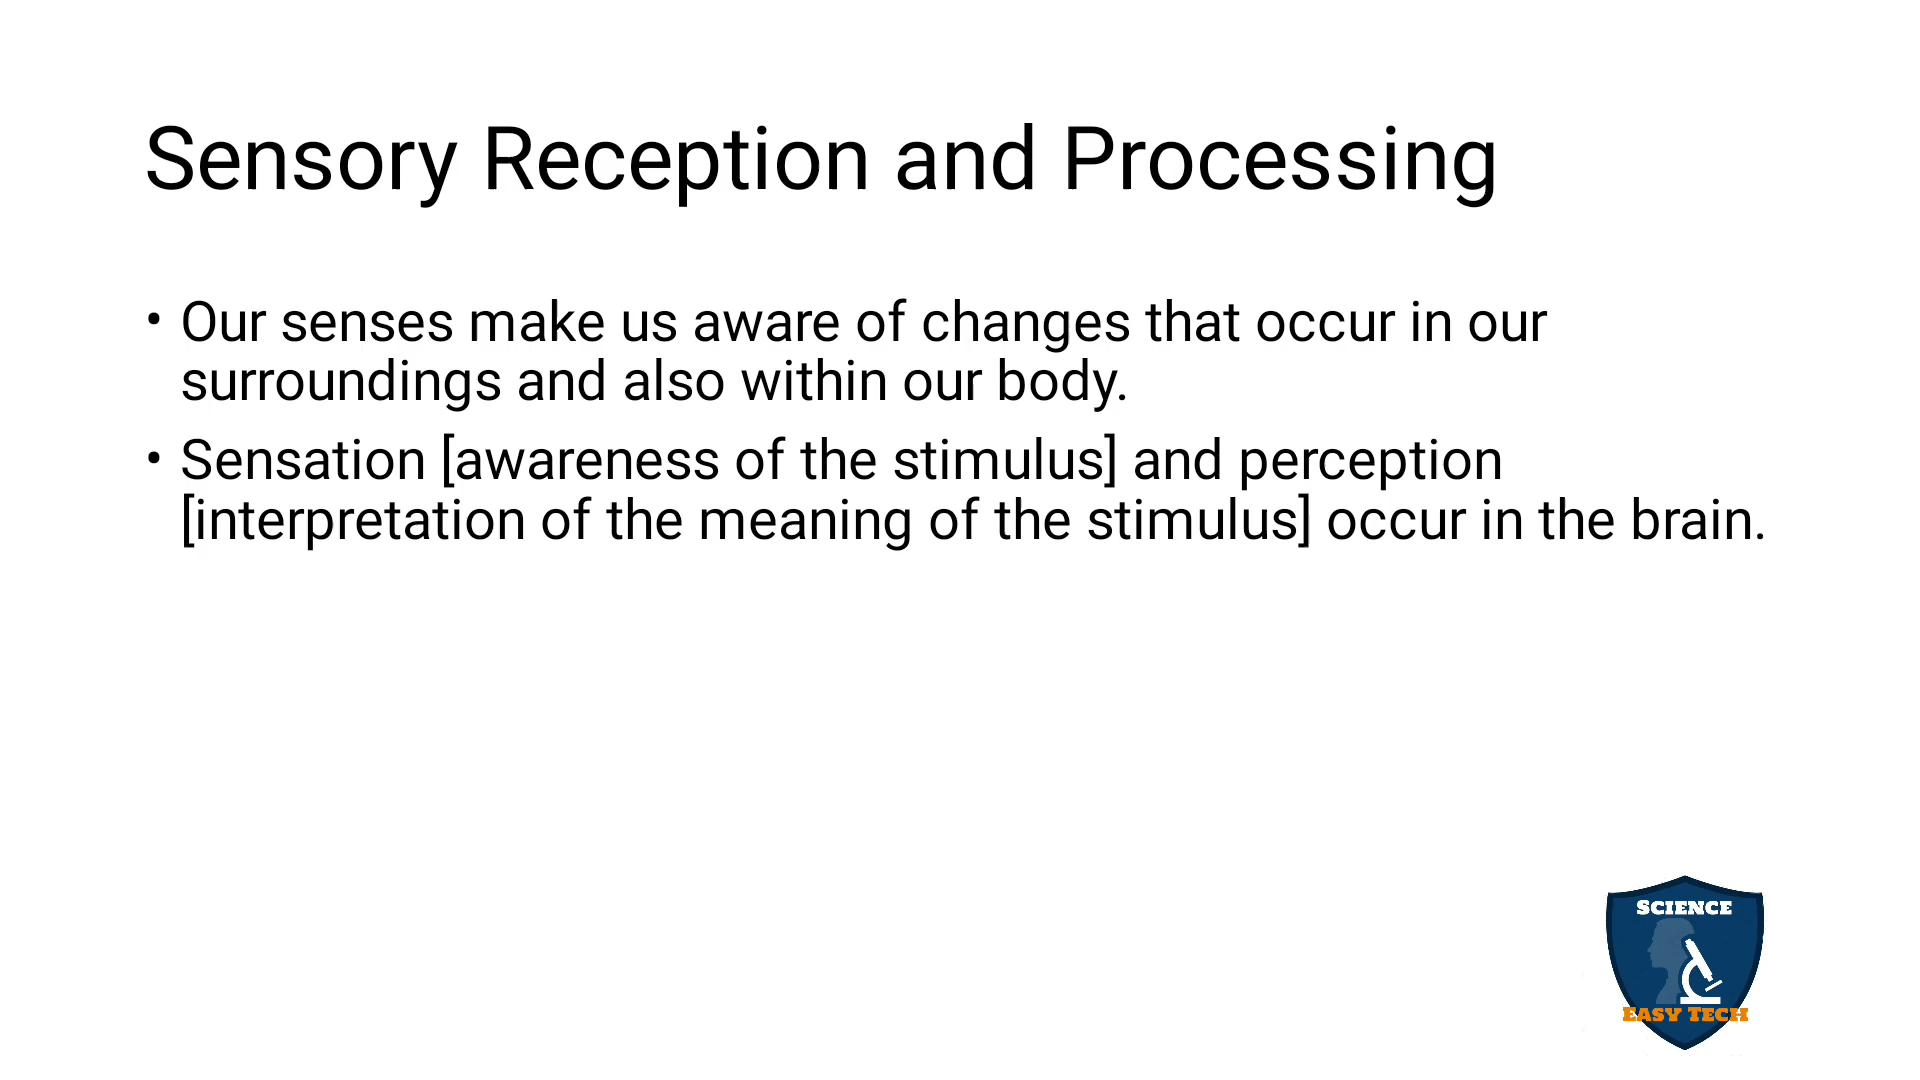 Sensory Reception and Processing
• Our senses make us aware of changes that occur in our
surroundings and also within our body.
• Sensation [awareness of the stimulus] and perception
[interpretation of the meaning of the stimulus] occur in the brain.
SCIENCE
EASY TECH